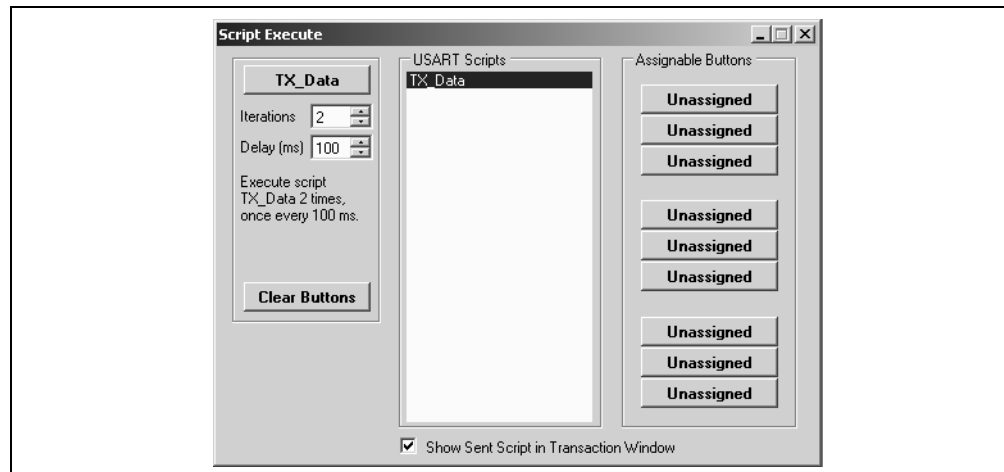 Script Execute
TX_Data
Iterations 2
Delay (ms) 100
Execute script
TX_Data 2 times,
once every 100 ms.
Clear Buttons
USART Scripts
TX_Data
Assignable Buttons
Unassigned
Unassigned
Unassigned
Unassigned
Unassigned
Unassigned
Unassigned
Unassigned
Unassigned
Show Sent Script in Transaction Window